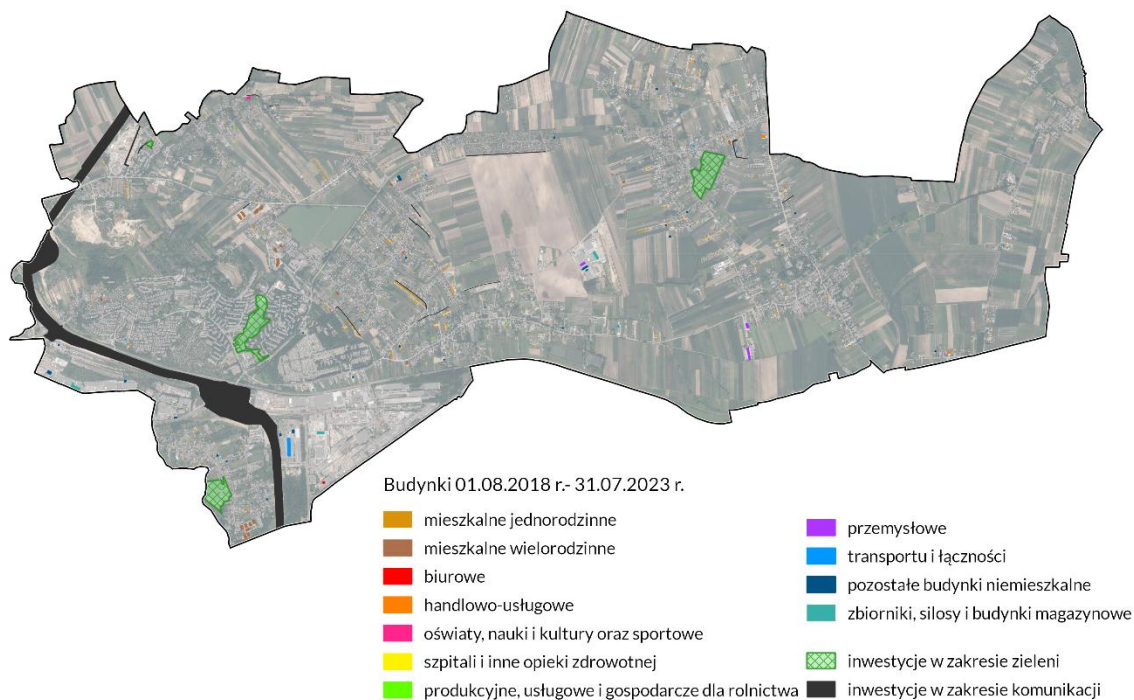 Budynki 01.08.2018 r.- 31.07.2023 r.
mieszkalne jednorodzinne
mieszkalne wielorodzinne
biurowe
handlowo-usługowe
oświaty, nauki i kultury oraz sportowe
szpitali i inne opieki zdrowotnej
produkcyjne, usługowe i gospodarcze dla rolnictwa
przemysłowe
transportu i łączności
pozostałe budynki niemieszkalne
zbiorniki, silosy i budynki magazynowe
inwestycje w zakresie zieleni
inwestycje w zakresie komunikacji